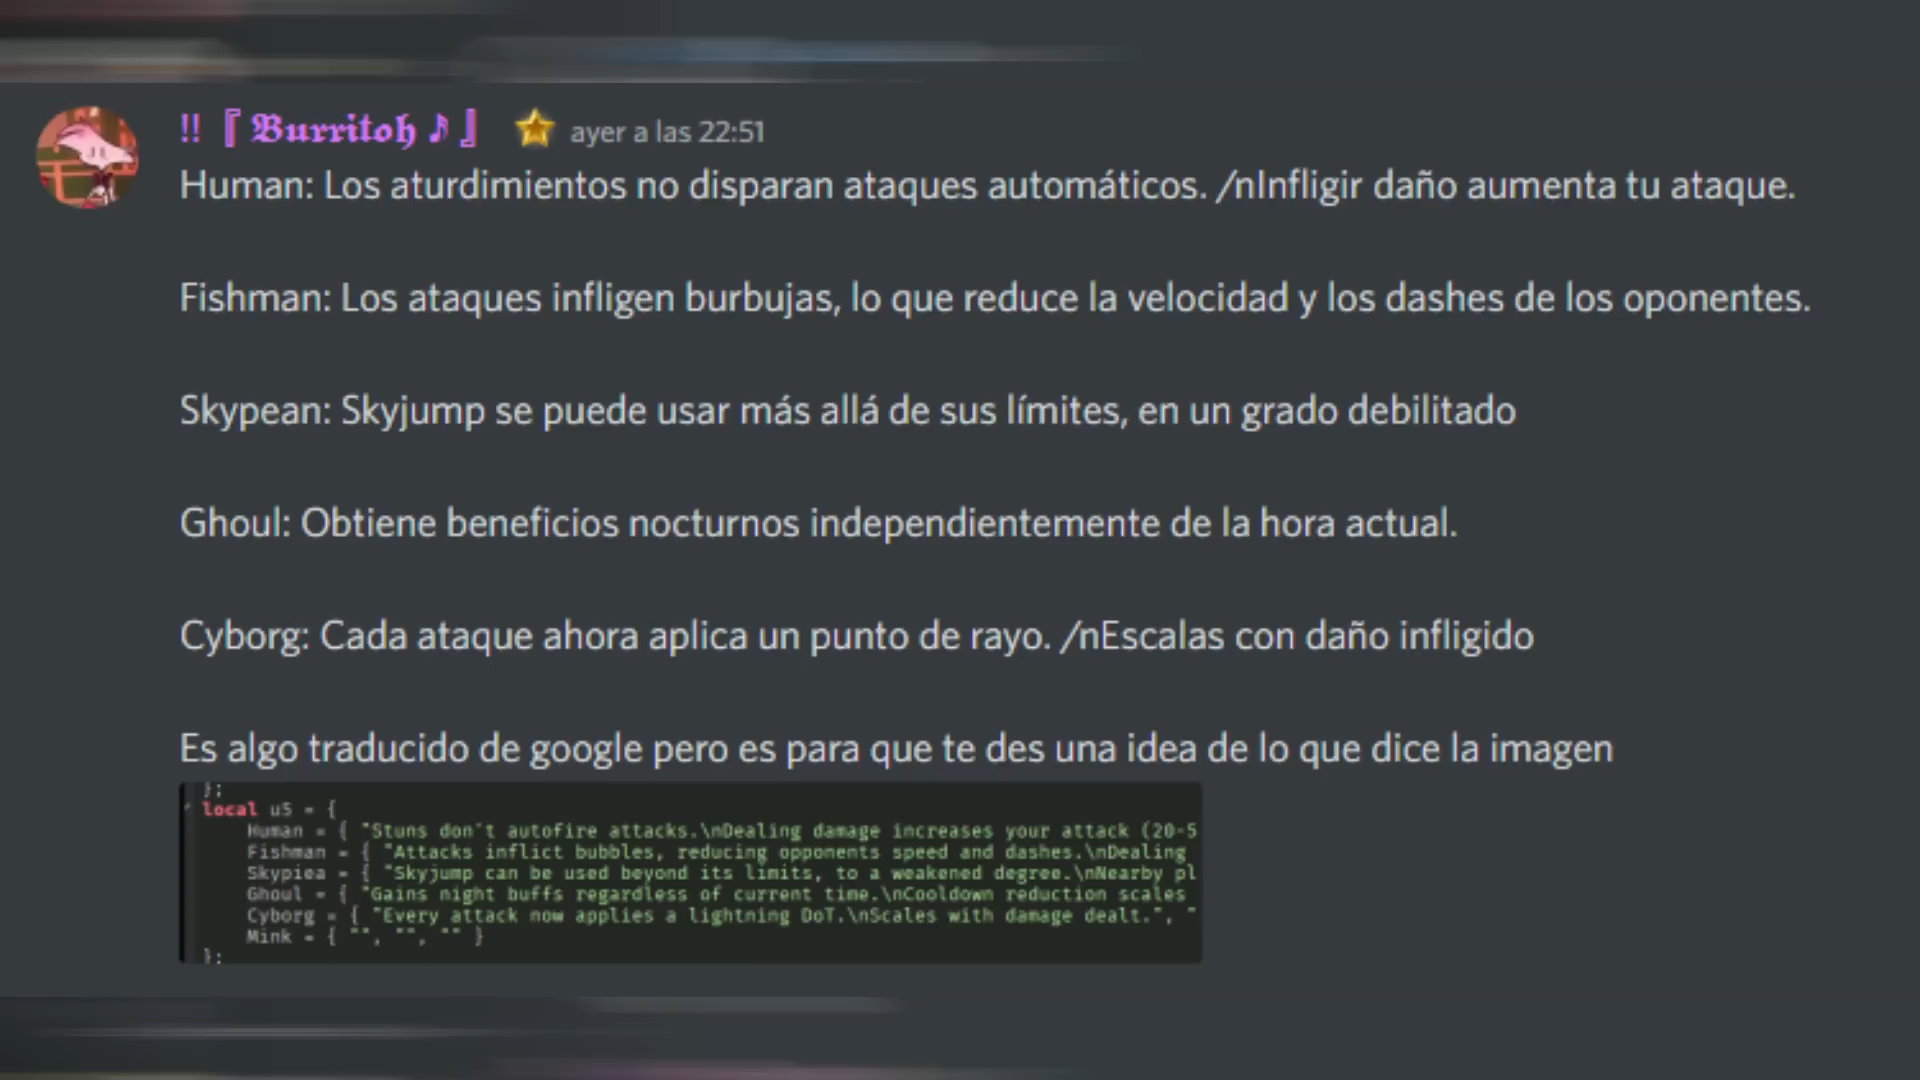 !! 『 𝕭𝖚𝖗𝖗𝖎𝖙𝖔𝖍 ♪ 』 ⭐ ayer a las 22:51
Human: Los aturdimientos no disparan ataques automáticos. /nInfligir daño aumenta tu ataque.
Fishman: Los ataques infligen burbujas, lo que reduce la velocidad y los dashes de los oponentes.
Skypean: Skyjump se puede usar más allá de sus límites, en un grado debilitado
Ghoul: Obtiene beneficios nocturnos independientemente de la hora actual.
Cyborg: Cada ataque ahora aplica un punto de rayo. /nEscalas con daño infligido
Es algo traducido de google pero es para que te des una idea de lo que dice la imagen
};
local u5 = {
Human = { "Stuns don't autofire attacks.\nDealing damage increases your attack (20-5
Fishman = { "Attacks inflict bubbles, reducing opponents speed and dashes.\nDealing
Skypiea = { "Skyjump can be used beyond its limits, to a weakened degree.\nNearby pl
Ghoul = { "Gains night buffs regardless of current time.\nCooldown reduction scales
Cyborg = { "Every attack now applies a lightning DoT.\nScales with damage dealt.", "
Mink = { "", "", "" }
};